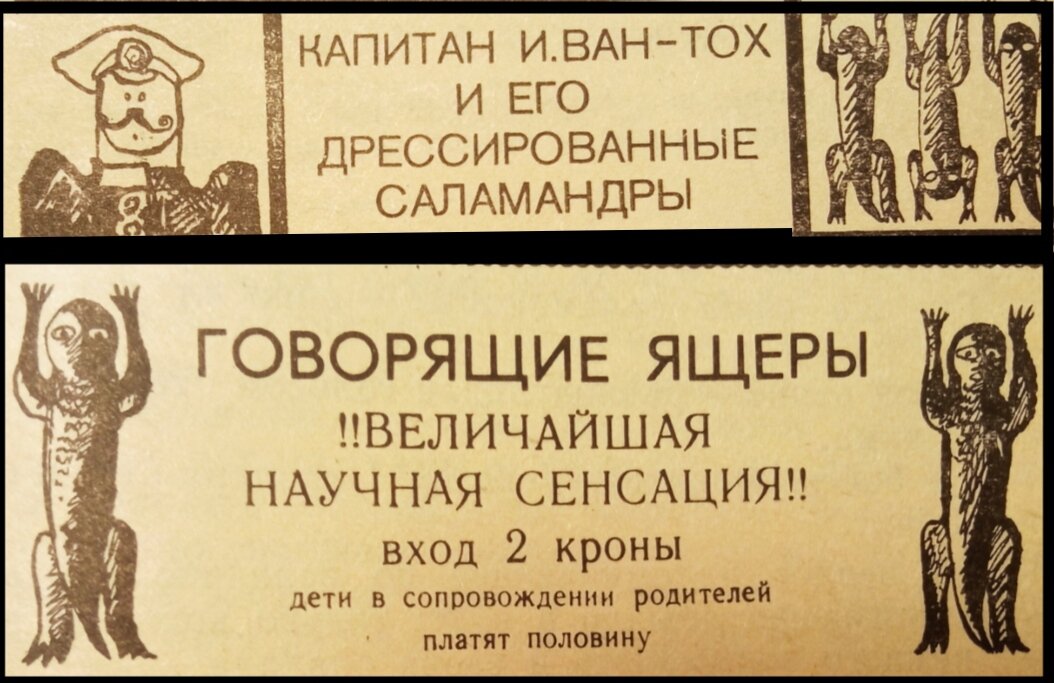 КАПИТАН И.ВАН-ТОХ
И ЕГО
ДРЕССИРОВАННЫЕ
САЛАМАНДРЫ
ГОВОРЯЩИЕ ЯЩЕРЫ
!!ВЕЛИЧАЙШАЯ
НАУЧНАЯ СЕНСАЦИЯ!!
вход 2 кроны
дети в сопровождении родителей
платят половину